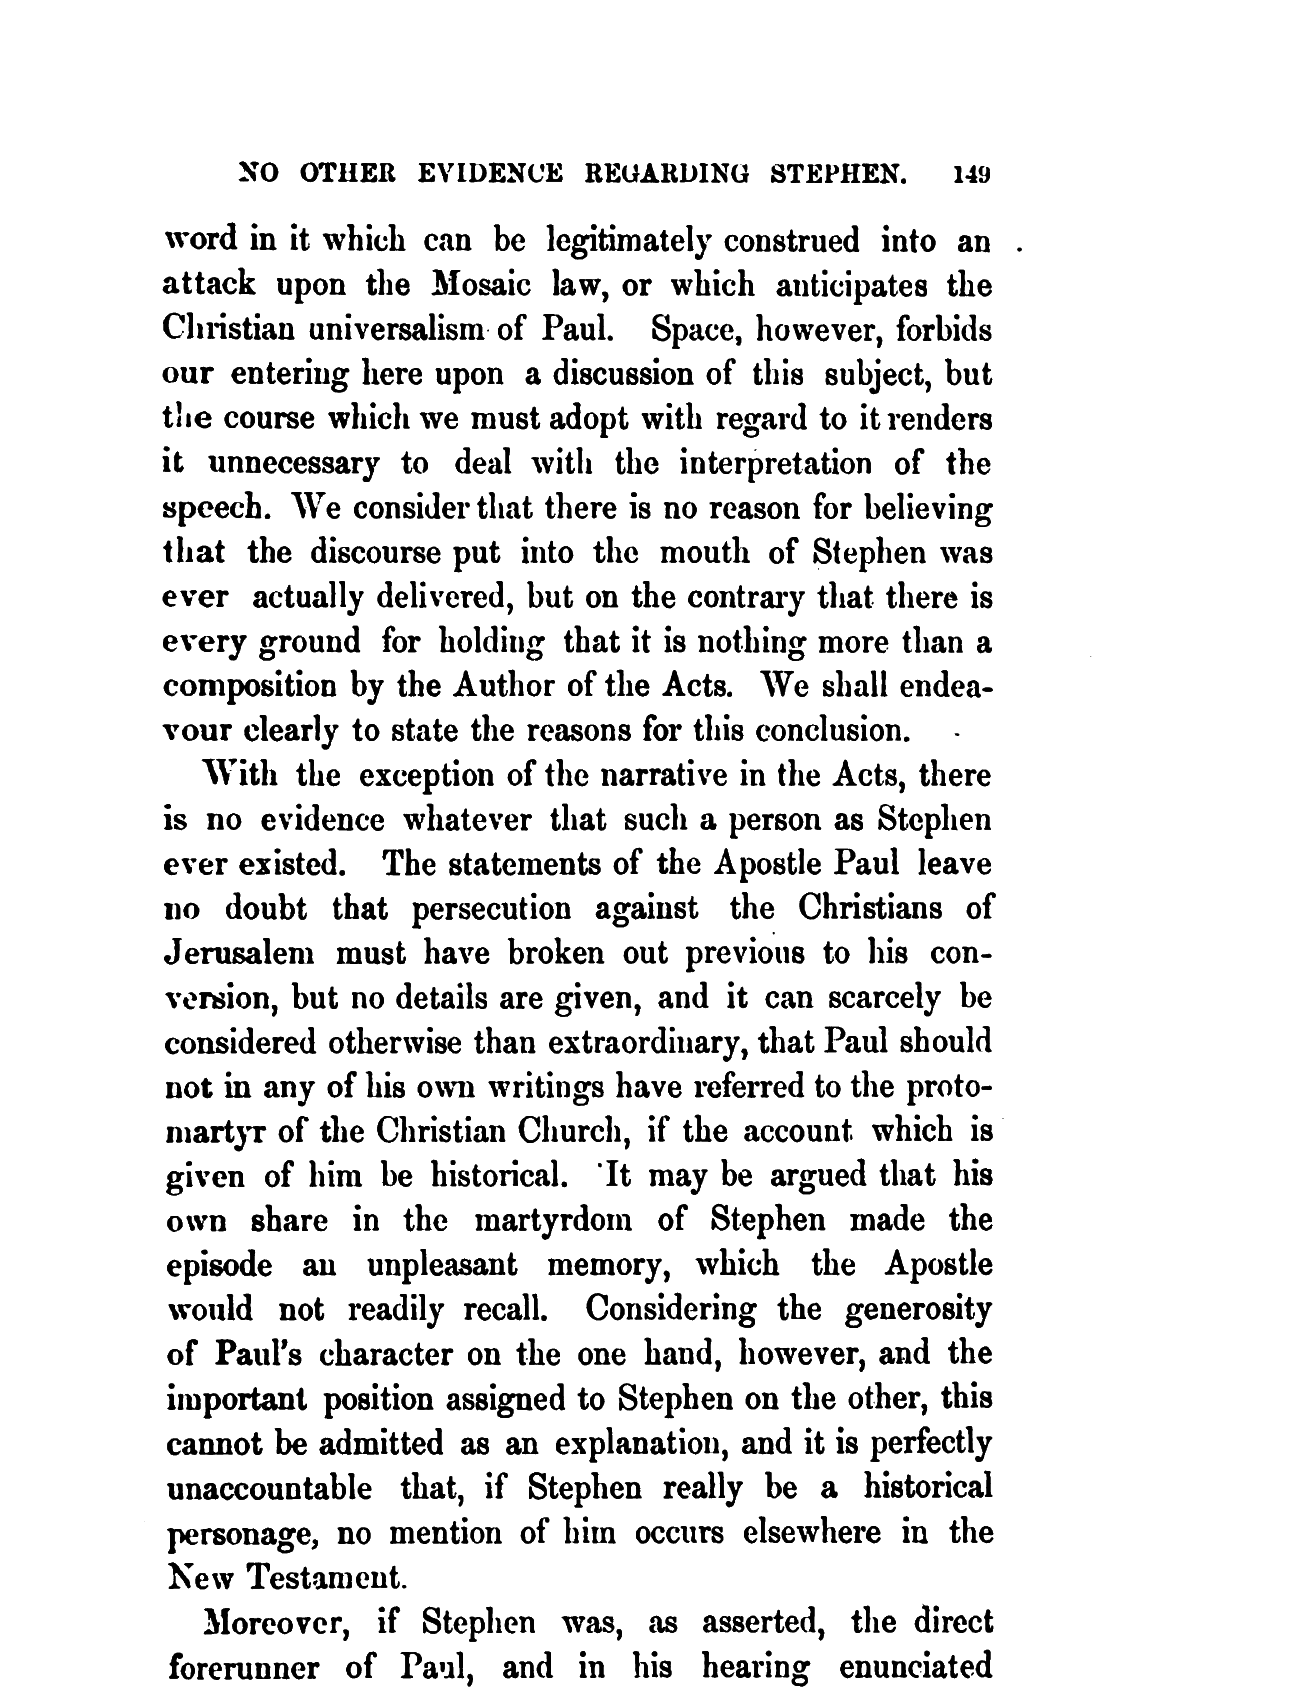 NO OTHER EVIDENCE REGARDING STEPHEN. 149
word in it which can be legitimately construed into an
attack upon the Mosaic law, or which anticipates the
Christian universalism of Paul. Space, however, forbids
our entering here upon a discussion of this subject, but
the course which we must adopt with regard to it renders
it unnecessary to deal with the interpretation of the
speech. We consider that there is no reason for believing
that the discourse put into the mouth of Stephen was
ever actually delivered, but on the contrary that there is
every ground for holding that it is nothing more than a
composition by the Author of the Acts. We shall endea-
vour clearly to state the reasons for this conclusion.
With the exception of the narrative in the Acts, there
is no evidence whatever that such a person as Stephen
ever existed. The statements of the Apostle Paul leave
no doubt that persecution against the Christians of
Jerusalem must have broken out previous to his con-
version, but no details are given, and it can scarcely be
considered otherwise than extraordinary, that Paul should
not in any of his own writings have referred to the proto-
martyr of the Christian Church, if the account which is
given of him be historical. It may be argued that his
own share in the martyrdom of Stephen made the
episode an unpleasant memory, which the Apostle
would not readily recall. Considering the generosity
of Paul's character on the one hand, however, and the
important position assigned to Stephen on the other, this
cannot be admitted as an explanation, and it is perfectly
unaccountable that, if Stephen really be a historical
personage, no mention of him occurs elsewhere in the
New Testament.
Moreover, if Stephen was, as asserted, the direct
forerunner of Paul, and in his hearing enunciated